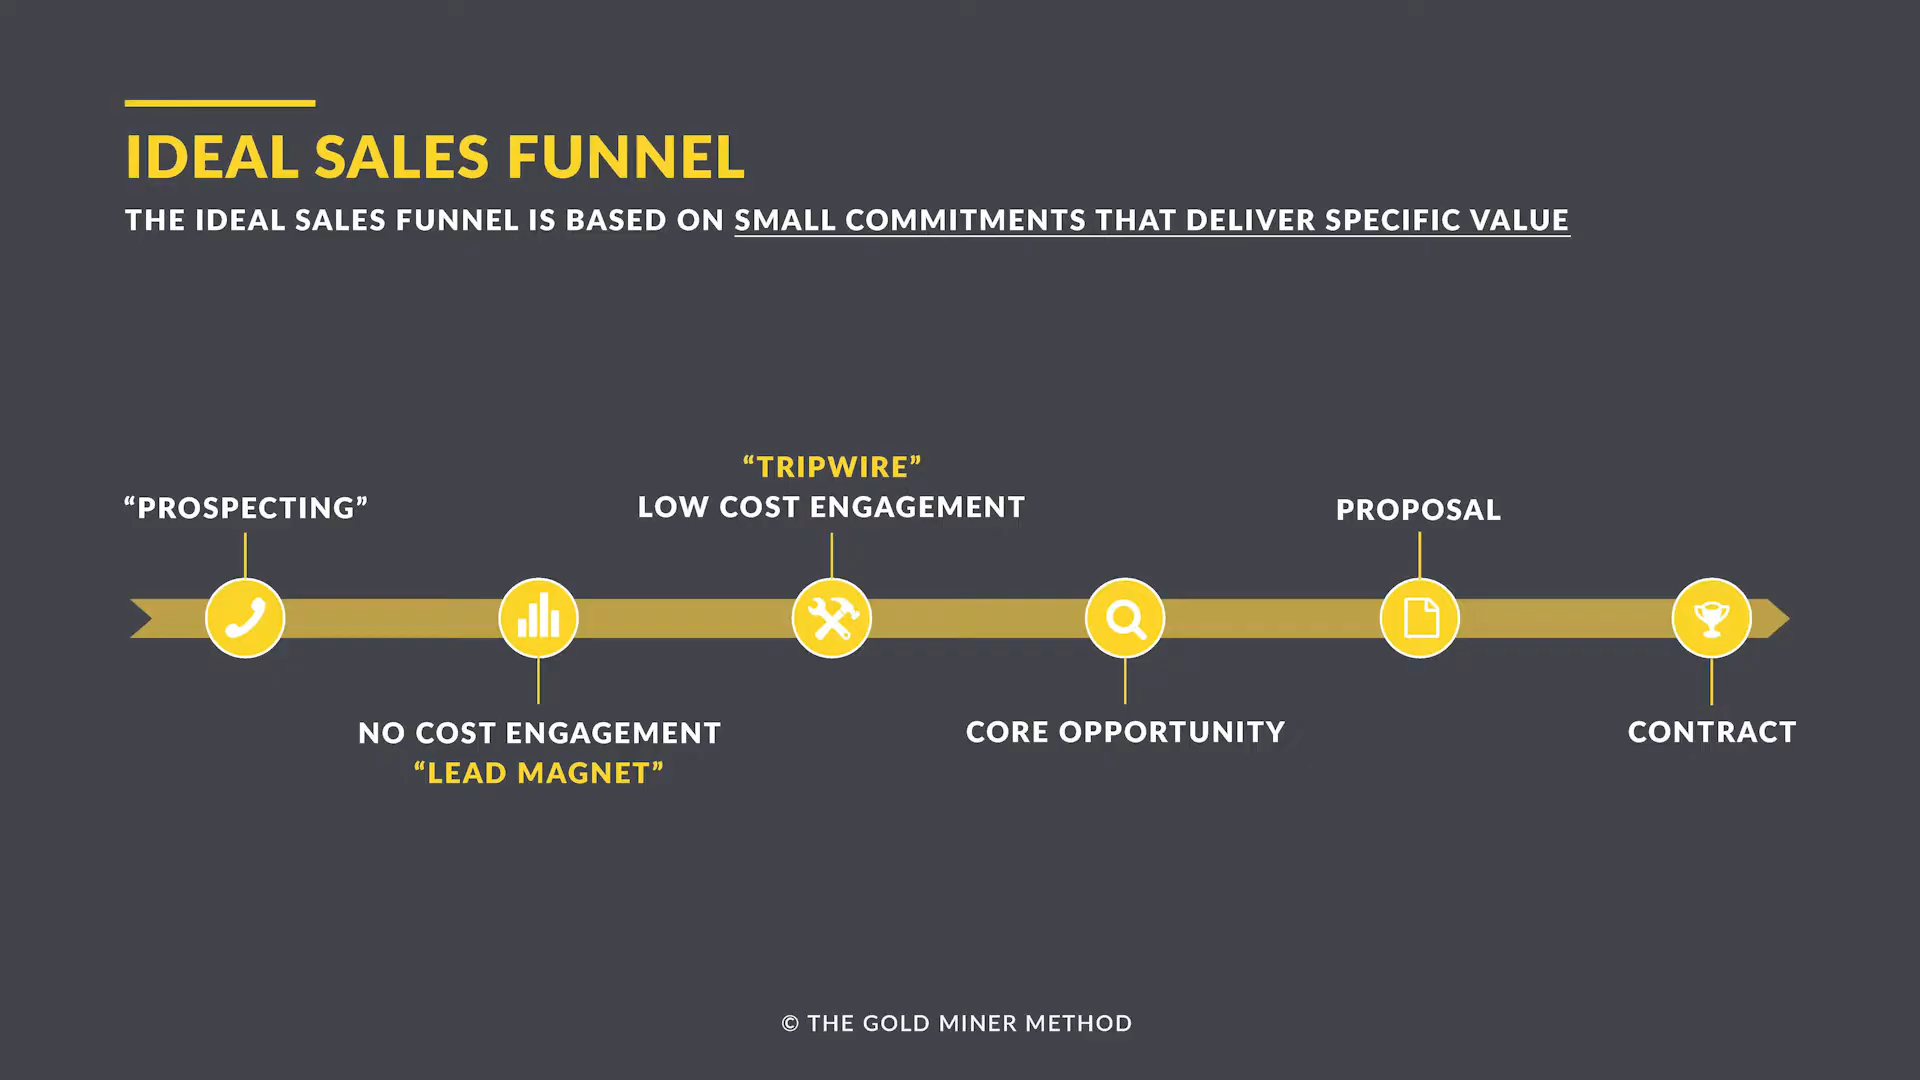 IDEAL SALES FUNNEL
THE IDEAL SALES FUNNEL IS BASED ON SMALL COMMITMENTS THAT DELIVER SPECIFIC VALUE
“PROSPECTING”
NO COST ENGAGEMENT
“LEAD MAGNET”
“TRIPWIRE”
LOW COST ENGAGEMENT
CORE OPPORTUNITY
PROPOSAL
CONTRACT
© THE GOLD MINER METHOD